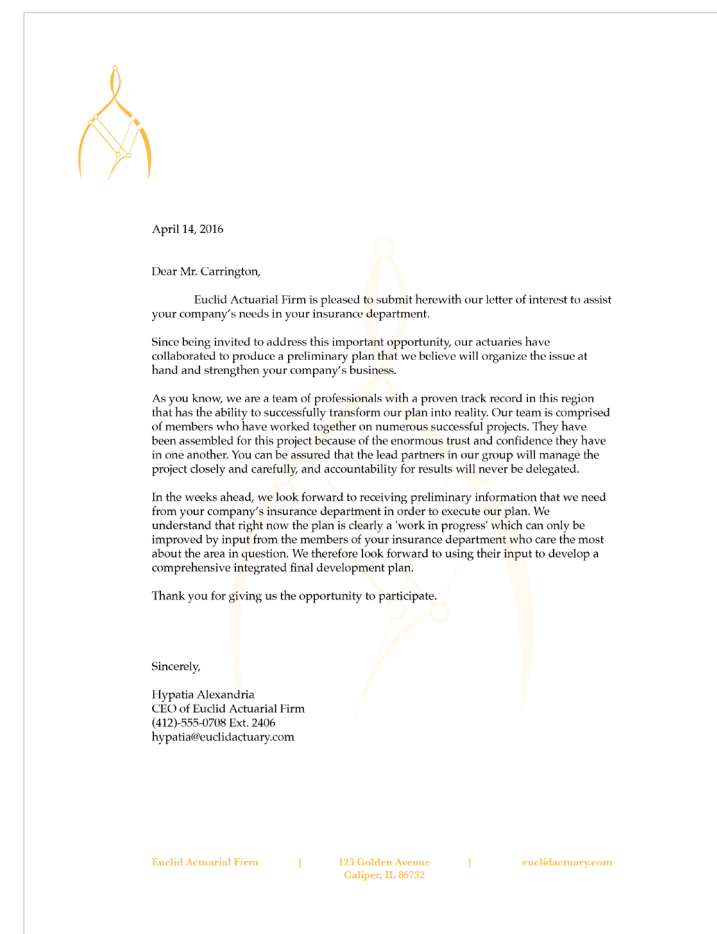 April 14, 2016
Dear Mr. Carrington,
Euclid Actuarial Firm is pleased to submit herewith our letter of interest to assist
your company's needs in your insurance department.
Since being invited to address this important opportunity, our actuaries have
collaborated to produce a preliminary plan that we believe will organize the issue at
hand and strengthen your company's business.
As you know, we are a team of professionals with a proven track record in this region
that has the ability to successfully transform our plan into reality. Our team is comprised
of members who have worked together on numerous successful projects. They have
been assembled for this project because of the enormous trust and confidence they have
in one another. You can be assured that the lead partners in our group will manage the
project closely and carefully, and accountability for results will never be delegated.
In the weeks ahead, we look forward to receiving preliminary information that we need
from your company's insurance department in order to execute our plan. We
understand that right now the plan is clearly a 'work in progress' which can only be
improved by input from the members of your insurance department who care the most
about the area in question. We therefore look forward to using their input to develop a
comprehensive integrated final development plan.
Thank you for giving us the opportunity to participate.
Sincerely,
Hypatia Alexandria
CEO of Euclid Actuarial Firm
(412)-555-0708 Ext. 2406
hypatia@euclidactuary.com
Euclid Actuarial Firm | 123 Golden Avenue | euclidactuary.com
Caliper, IL 86732